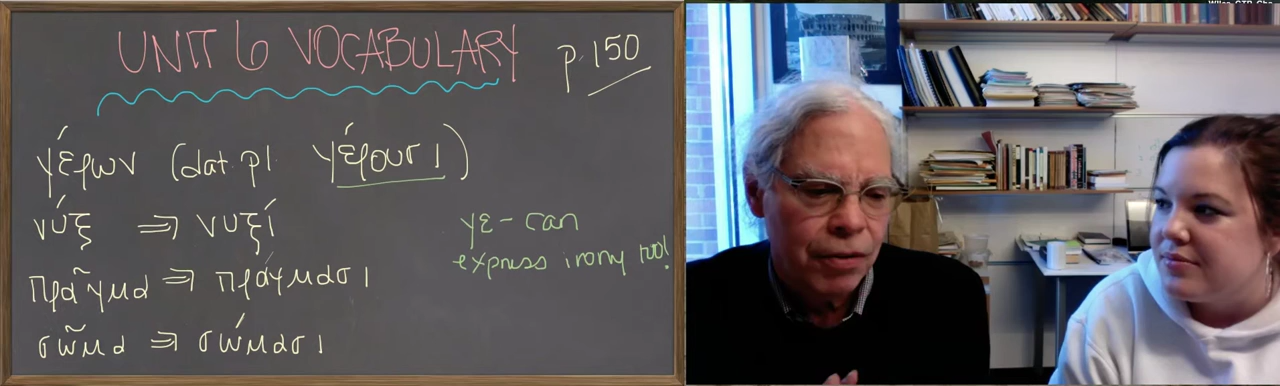 UNIT 6 VOCABULARY p. 150
γέρων (dat. pl γέρουσι)
νύξ ⇒ νυξί
πρᾶγμα ⇒ πράγμασι
σῶμα ⇒ σώμασι
γε - can
express irony too!